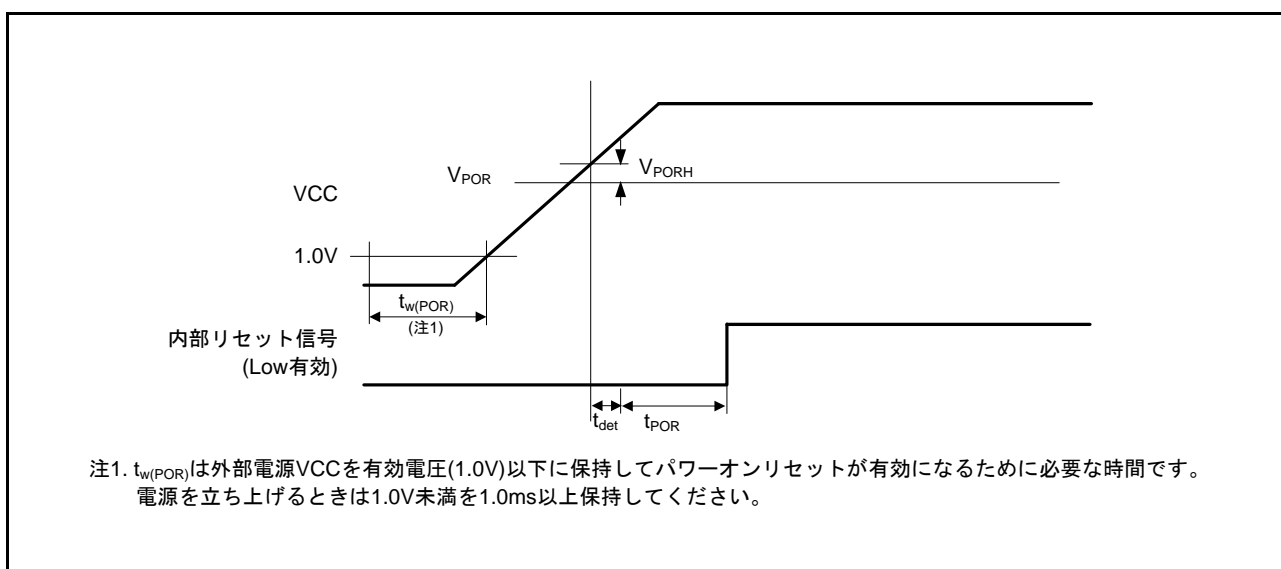 VPOR
VPORH
VCC
1.0V
tw(POR)
(注1)
内部リセット信号
(Low有効)
tdet
tPOR
注1. tw(POR)は外部電源VCCを有効電圧(1.0V)以下に保持してパワーオンリセットが有効になるために必要な時間です。
電源を立ち上げるときは1.0V未満を1.0ms以上保持してください。